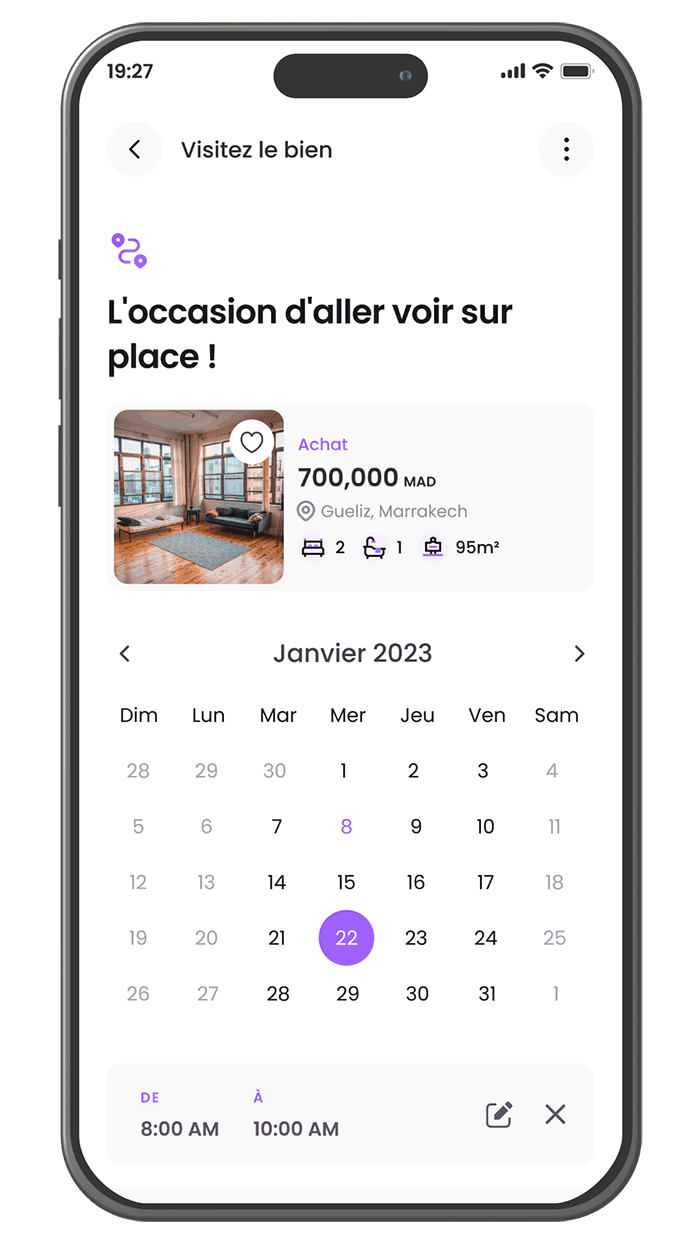 19:27
Visitez le bien
L'occasion d'aller voir sur
place !
Achat
700,000 MAD
Gueliz, Marrakech
2 1 95m²
Janvier 2023
Dim Lun Mar Mer Jeu Ven Sam
28 29 30 1 2 3 4
5 6 7 8 9 10 11
12 13 14 15 16 17 18
19 20 21 22 23 24 25
26 27 28 29 30 31 1
DE À
8:00 AM 10:00 AM